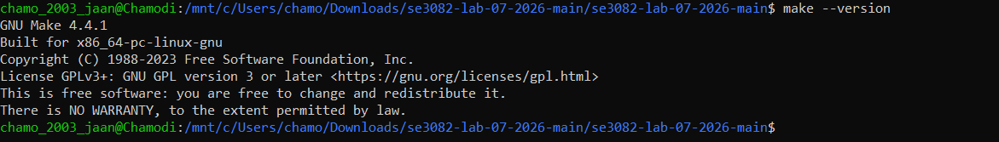 chamo_2003_jaan@Chamodi:/mnt/c/Users/chamo/Downloads/se3082-lab-07-2026-main/se3082-lab-07-2026-main$ make --version
GNU Make 4.4.1
Built for x86_64-pc-linux-gnu
Copyright (C) 1988-2023 Free Software Foundation, Inc.
License GPLv3+: GNU GPL version 3 or later <https://gnu.org/licenses/gpl.html>
This is free software: you are free to change and redistribute it.
There is NO WARRANTY, to the extent permitted by law.
chamo_2003_jaan@Chamodi:/mnt/c/Users/chamo/Downloads/se3082-lab-07-2026-main/se3082-lab-07-2026-main$